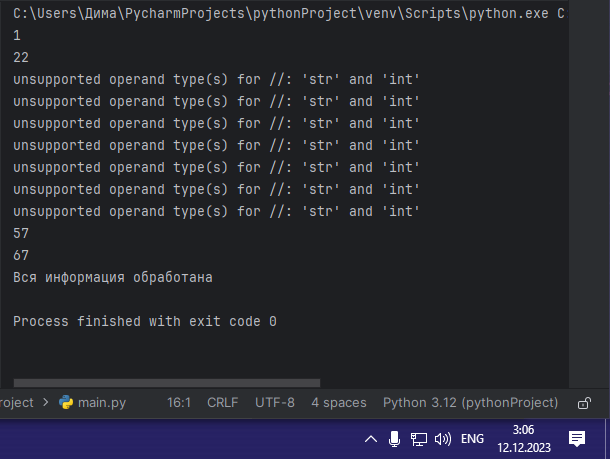 C:\Users\Дима\PycharmProjects\pythonProject\venv\Scripts\python.exe C
1
22
unsupported operand type(s) for //: 'str' and 'int'
unsupported operand type(s) for //: 'str' and 'int'
unsupported operand type(s) for //: 'str' and 'int'
unsupported operand type(s) for //: 'str' and 'int'
unsupported operand type(s) for //: 'str' and 'int'
unsupported operand type(s) for //: 'str' and 'int'
unsupported operand type(s) for //: 'str' and 'int'
57
67
Вся информация обработана
Process finished with exit code 0
roject > main.py 16:1 CRLF UTF-8 4 spaces Python 3.12 (pythonProject)
ENG 3:06
12.12.2023